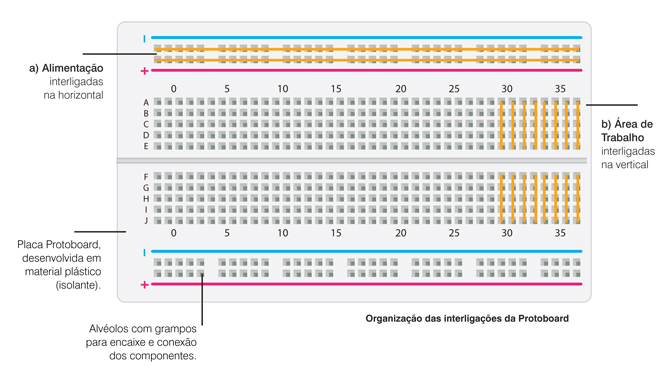 a) Alimentação
interligadas
na horizontal
I
+
0 5 10 15 20 25 30 35
A
B
C
D
E
b) Área de
Trabalho
interligadas
na vertical
F
G
H
I
J
0 5 10 15 20 25 30 35
Placa Protoboard,
desenvolvida em
material plástico
(isolante).
I
+
Alvéolos com grampos
para encaixe e conexão
dos componentes.
Organização das interligações da Protoboard